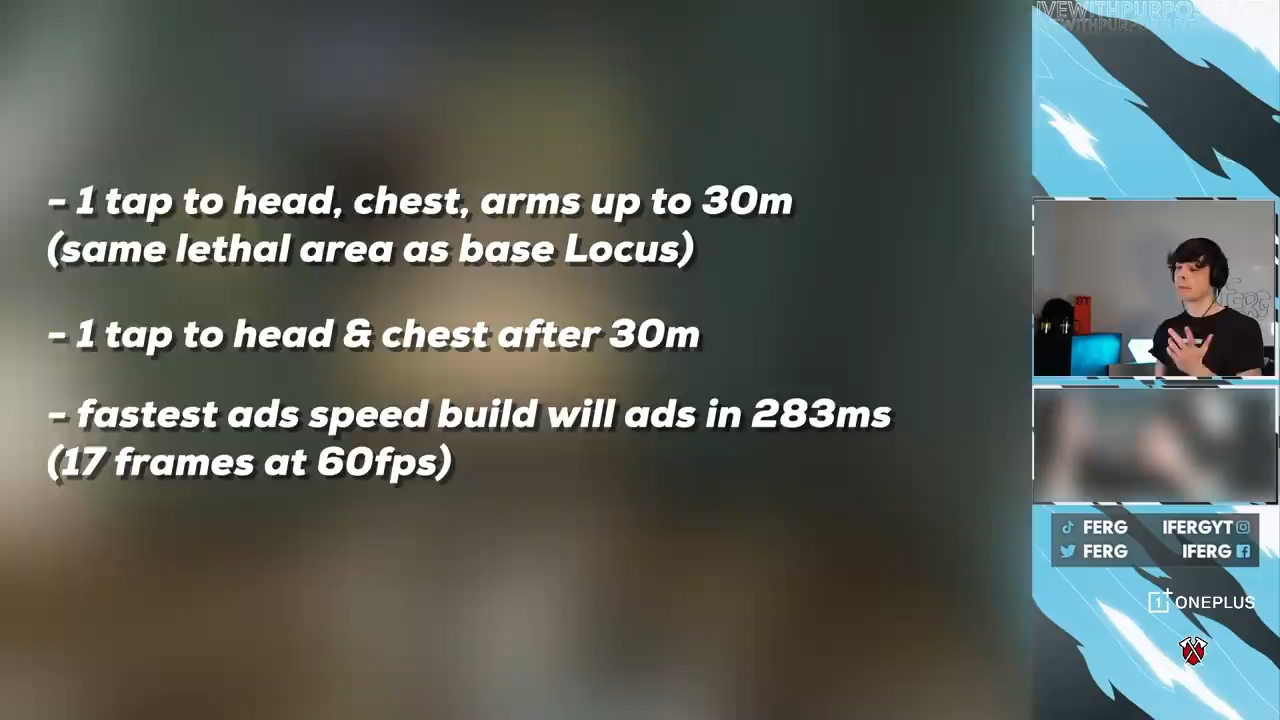 - 1 tap to head, chest, arms up to 30m
(same lethal area as base Locus)
- 1 tap to head & chest after 30m
- fastest ads speed build will ads in 283ms
(17 frames at 60fps)
FERG IFERGYT
FERG IFERG
ONEPLUS